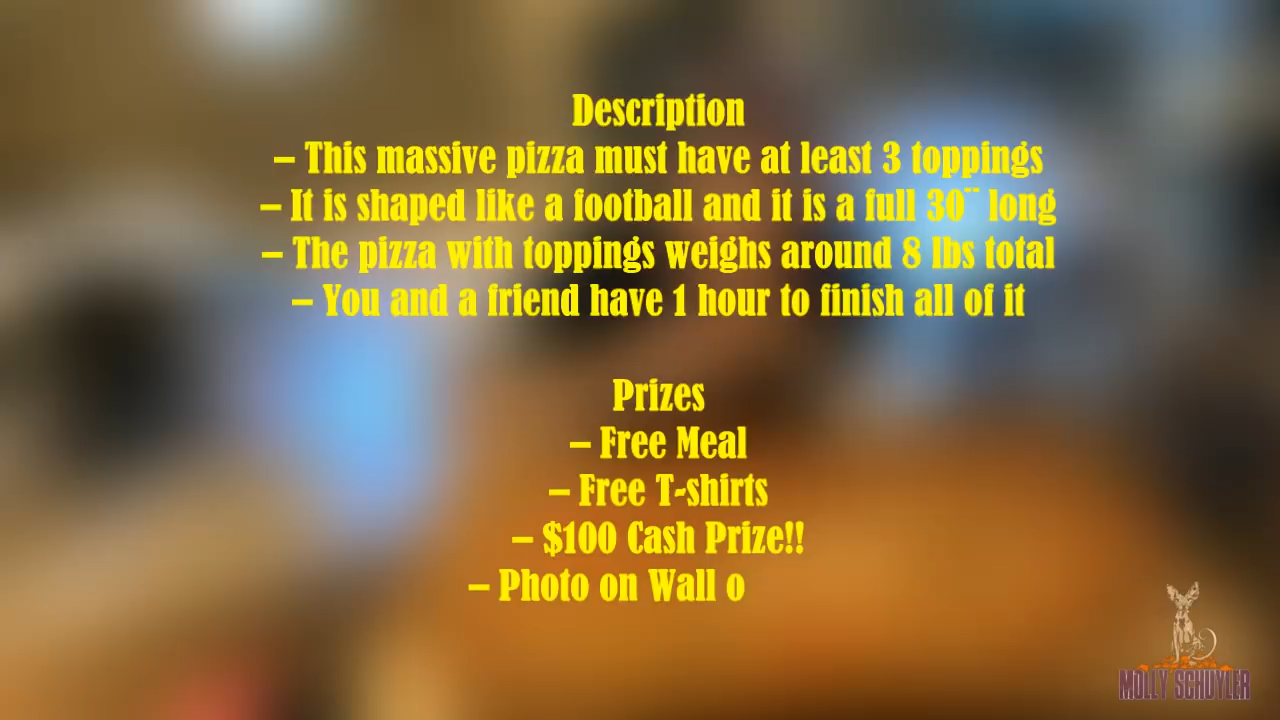 Description
– This massive pizza must have at least 3 toppings
– It is shaped like a football and it is a full 30¨ long
– The pizza with toppings weighs around 8 lbs total
– You and a friend have 1 hour to finish all of it
Prizes
– Free Meal
– Free T-shirts
– $100 Cash Prize!!
– Photo on Wall o
MOLLY SCHUYLER